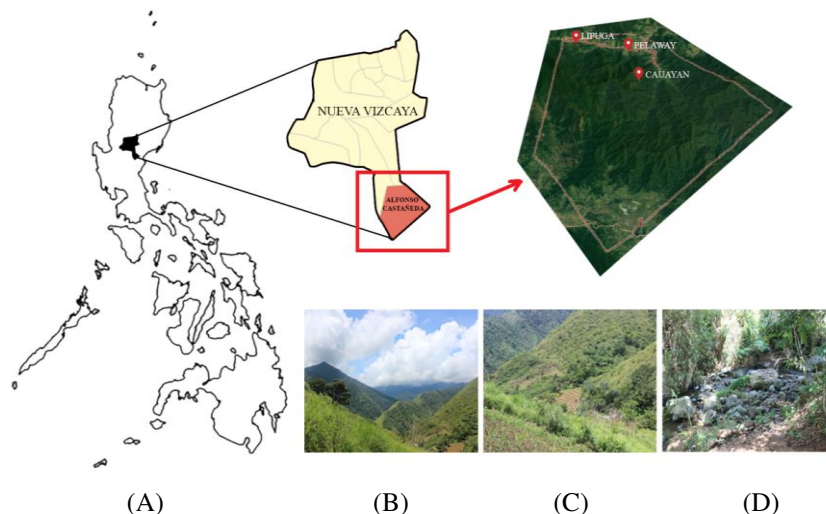 LIPUGA
PELAWAY
CAUAYAN
NUEVA VIZCAYA
ALFONSO
CASTAÑEDA
(A) (B) (C) (D)